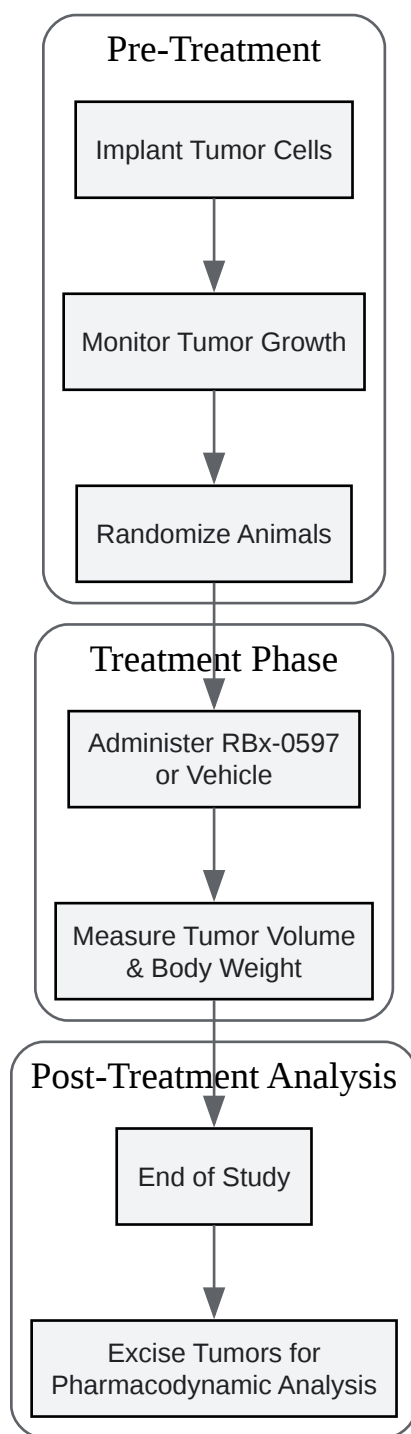 Pre-Treatment
Implant Tumor Cells
Monitor Tumor Growth
Randomize Animals
Treatment Phase
Administer RBx-0597
or Vehicle
Measure Tumor Volume
& Body Weight
Post-Treatment Analysis
End of Study
Excise Tumors for
Pharmacodynamic Analysis